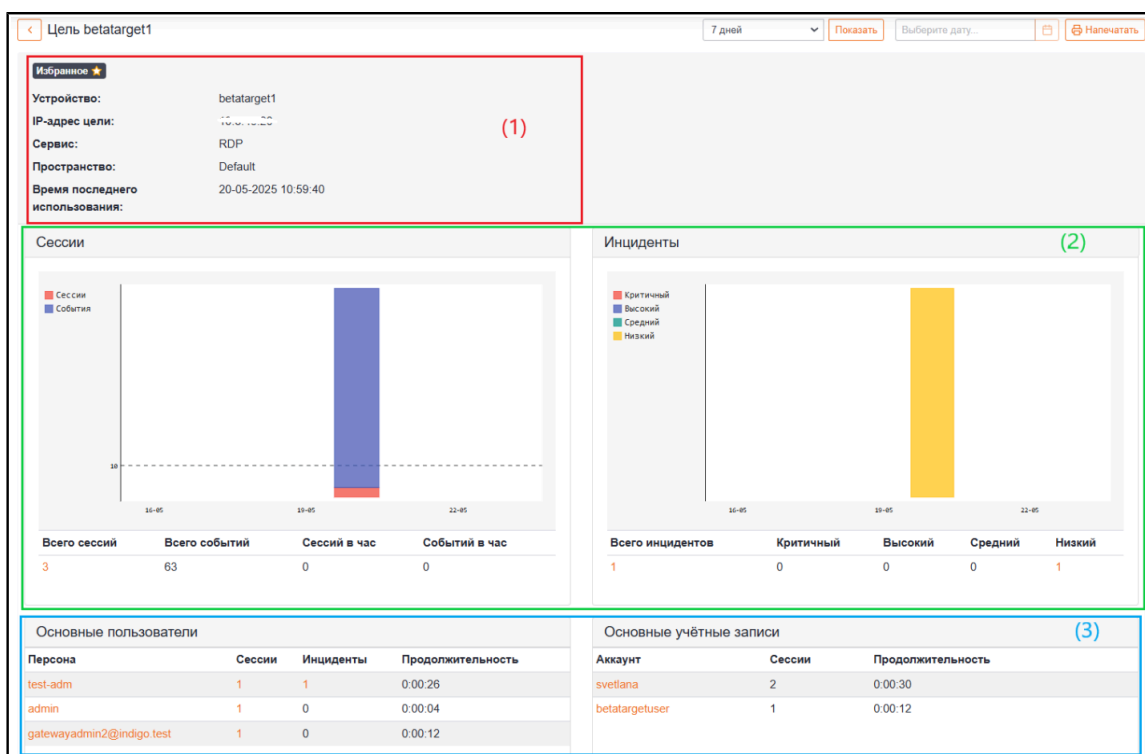 Цель betatarget1
7 дней
Показать
Выберите дату...
Напечатать
Избранное
Устройство: betatarget1
IP-адрес цели:
(1)
Сервис: RDP
Пространство: Default
Время последнего 20-05-2025 10:59:40
использования:
Сессии
Инциденты
(2)
Сессии
События
10
16-05 19-05 22-05
Всего сессий Всего событий Сессий в час Событий в час
3 63 0 0
Критичный
Высокий
Средний
Низкий
16-05 19-05 22-05
Всего инцидентов Критичный Высокий Средний Низкий
1 0 0 0 1
Основные пользователи
Персона Сессии Инциденты Продолжительность
test-adm 1 1 0:00:26
admin 1 0 0:00:04
gatewayadmin2@indigo.test 1 0 0:00:12
Основные учётные записи
(3)
Аккаунт Сессии Продолжительность
svetlana 2 0:00:30
betatargetuser 1 0:00:12